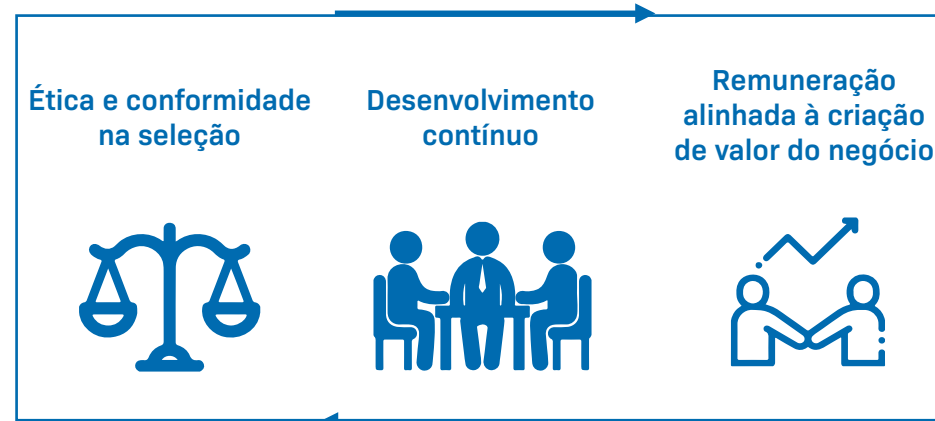 Ética e conformidade
na seleção
Desenvolvimento
contínuo
Remuneração
alinhada à criação
de valor do negócio